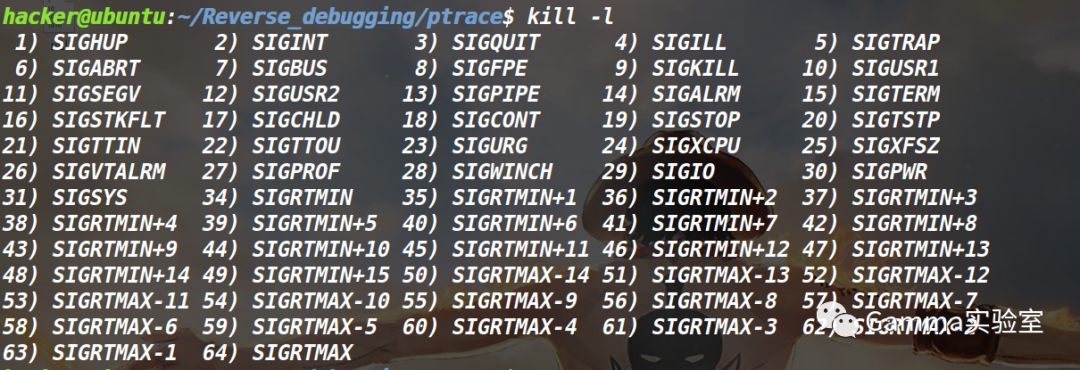 hacker@ubuntu:~/Reverse_debugging/ptrace$ kill -l
1) SIGHUP 2) SIGINT 3) SIGQUIT 4) SIGILL 5) SIGTRAP
6) SIGABRT 7) SIGBUS 8) SIGFPE 9) SIGKILL 10) SIGUSR1
11) SIGSEGV 12) SIGUSR2 13) SIGPIPE 14) SIGALRM 15) SIGTERM
16) SIGSTKFLT 17) SIGCHLD 18) SIGCONT 19) SIGSTOP 20) SIGTSTP
21) SIGTTIN 22) SIGTTOU 23) SIGURG 24) SIGXCPU 25) SIGXFSZ
26) SIGVTALRM 27) SIGPROF 28) SIGWINCH 29) SIGIO 30) SIGPWR
31) SIGSYS 34) SIGRTMIN 35) SIGRTMIN+1 36) SIGRTMIN+2 37) SIGRTMIN+3
38) SIGRTMIN+4 39) SIGRTMIN+5 40) SIGRTMIN+6 41) SIGRTMIN+7 42) SIGRTMIN+8
43) SIGRTMIN+9 44) SIGRTMIN+10 45) SIGRTMIN+11 46) SIGRTMIN+12 47) SIGRTMIN+13
48) SIGRTMIN+14 49) SIGRTMIN+15 50) SIGRTMAX-14 51) SIGRTMAX-13 52) SIGRTMAX-12
53) SIGRTMAX-11 54) SIGRTMAX-10 55) SIGRTMAX-9 56) SIGRTMAX-8 57) SIGRTMAX-7
58) SIGRTMAX-6 59) SIGRTMAX-5 60) SIGRTMAX-4 61) SIGRTMAX-3 62) SIGRTMAX-2
63) SIGRTMAX-1 64) SIGRTMAX
Gamma实验室